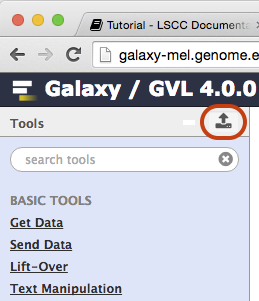 Tutorial - LSCC Documenta
galaxy-mel.genome.e
Galaxy / GVL 4.0.0
Tools
search tools
BASIC TOOLS
Get Data
Send Data
Lift-Over
Text Manipulation